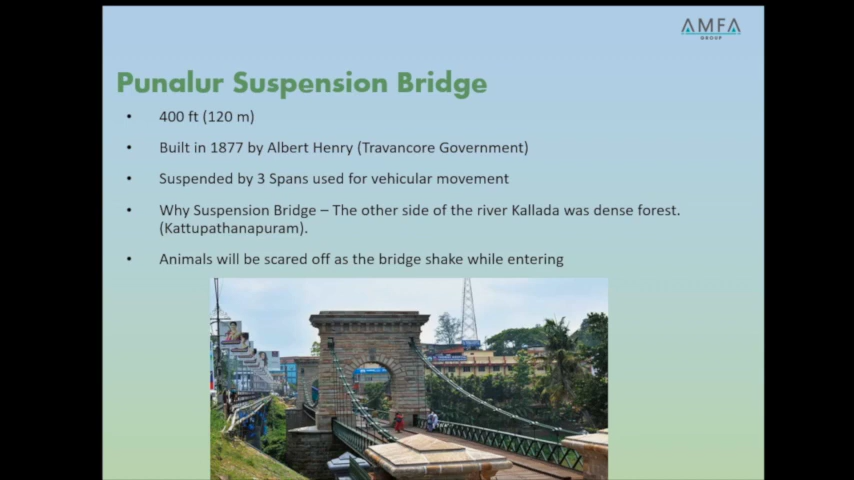 AMFA
GROUP
Punalur Suspension Bridge
• 400 ft (120 m)
• Built in 1877 by Albert Henry (Travancore Government)
• Suspended by 3 Spans used for vehicular movement
• Why Suspension Bridge – The other side of the river Kallada was dense forest.
(Kattupathanapuram).
• Animals will be scared off as the bridge shake while entering